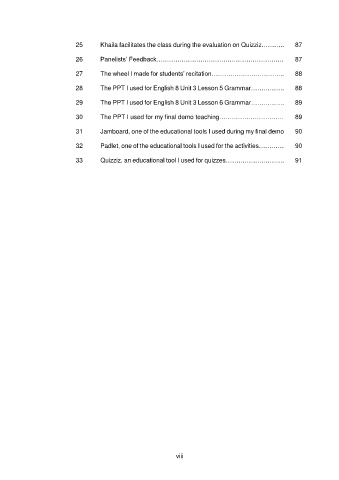 25 Khaila facilitates the class during the evaluation on Quizziz........... 87
26 Panelists' Feedback................................................................ 87
27 The wheel I made for students' recitation.................................... 88
28 The PPT I used for English 8 Unit 3 Lesson 5 Grammar................. 88
29 The PPT I used for English 8 Unit 3 Lesson 6 Grammar................. 89
30 The PPT I used for my final demo teaching................................ 89
31 Jamboard, one of the educational tools I used during my final demo 90
32 Padlet, one of the educational tools I used for the activities............. 90
33 Quizziz, an educational tool I used for quizzes............................. 91
viii